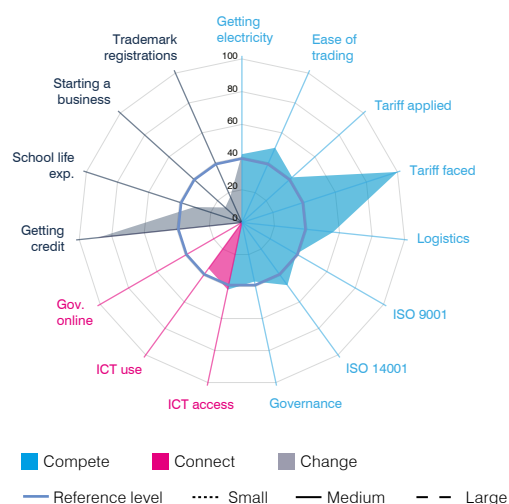 Getting
electricity
Ease of
trading
Tariff applied
Tariff faced
Logistics
ISO 9001
ISO 14001
Governance
ICT access
ICT use
Gov.
online
Getting
credit
School life
exp.
Starting a
business
Trademark
registrations
100
80
60
40
20
0
Compete Connect Change
Reference level Small Medium Large